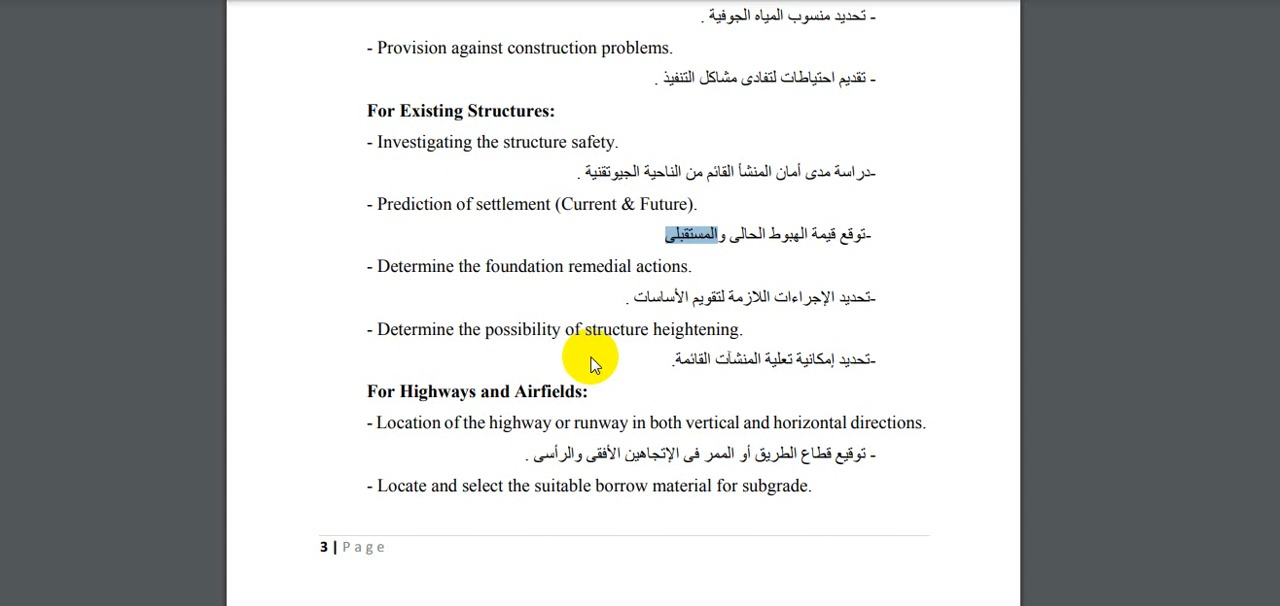 - تحديد منسوب المياه الجوفية .
- Provision against construction problems.
- تقديم احتياطات لتفادى مشاكل التنفيذ .
For Existing Structures:
- Investigating the structure safety.
-دراسة مدى أمان المنشأ القائم من الناحية الجيوتقنية .
- Prediction of settlement (Current & Future).
-توقع قيمة الهبوط الحالى والمستقبلى
- Determine the foundation remedial actions.
-تحديد الإجراءات اللازمة لتقويم الأساسات .
- Determine the possibility of structure heightening.
-تحديد إمكانية تعلية المنشآت القائمة.
For Highways and Airfields:
- Location of the highway or runway in both vertical and horizontal directions.
- توقيع قطاع الطريق أو الممر فى الإتجاهين الأفقى والرأسى .
- Locate and select the suitable borrow material for subgrade.
3 | Page